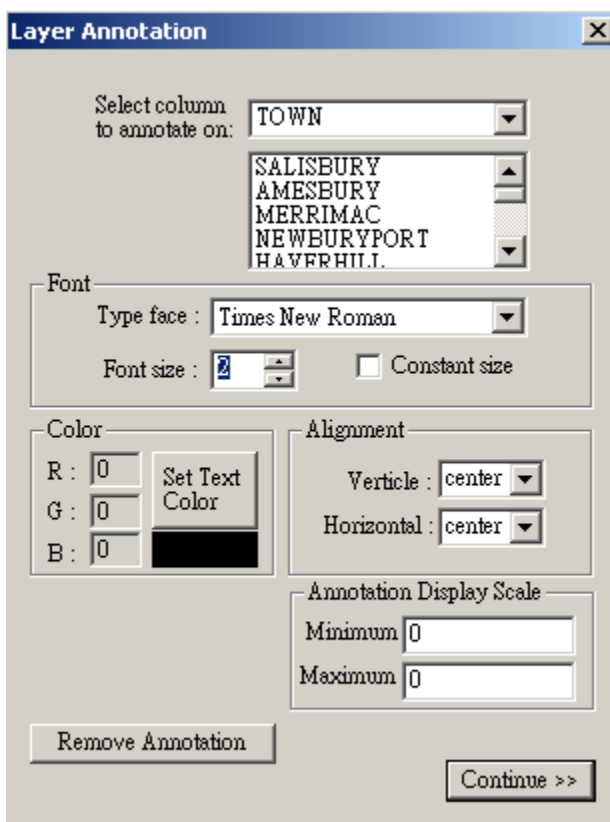 Layer Annotation
Select column
to annotate on:
TOWN
SALISBURY
AMESBURY
MERRIMAC
NEWBURYPORT
HAVERHILL
Font
Type face : Times New Roman
Font size : 2
Constant size
Color
R : 0
G : 0
B : 0
Set Text
Color
Alignment
Verticle : center
Horizontal : center
Annotation Display Scale
Minimum 0
Maximum 0
Remove Annotation
Continue >>